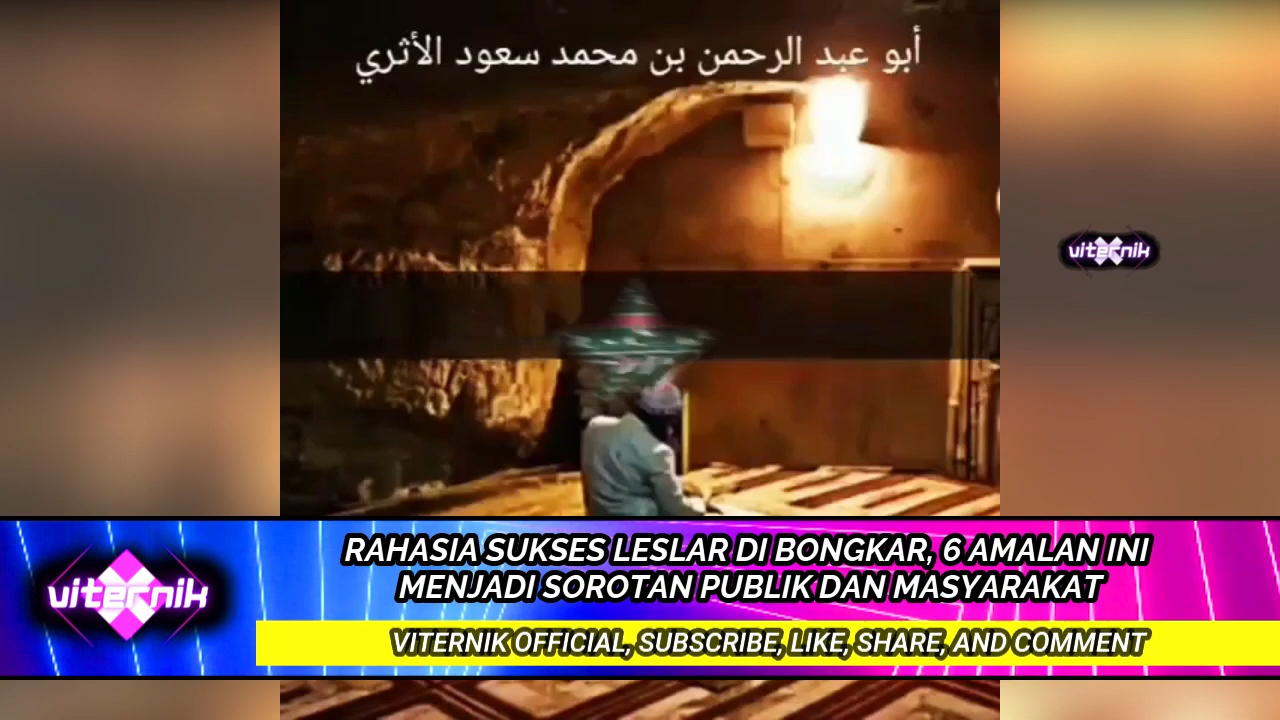 أبو عبد الرحمن بن محمد سعود الأثري
viternik
RAHASIA SUKSES LESLAR DI BONGKAR, 6 AMALAN INI
MENJADI SOROTAN PUBLIK DAN MASYARAKAT
viternik
VITERNIK OFFICIAL, SUBSCRIBE, LIKE, SHARE, AND COMMENT